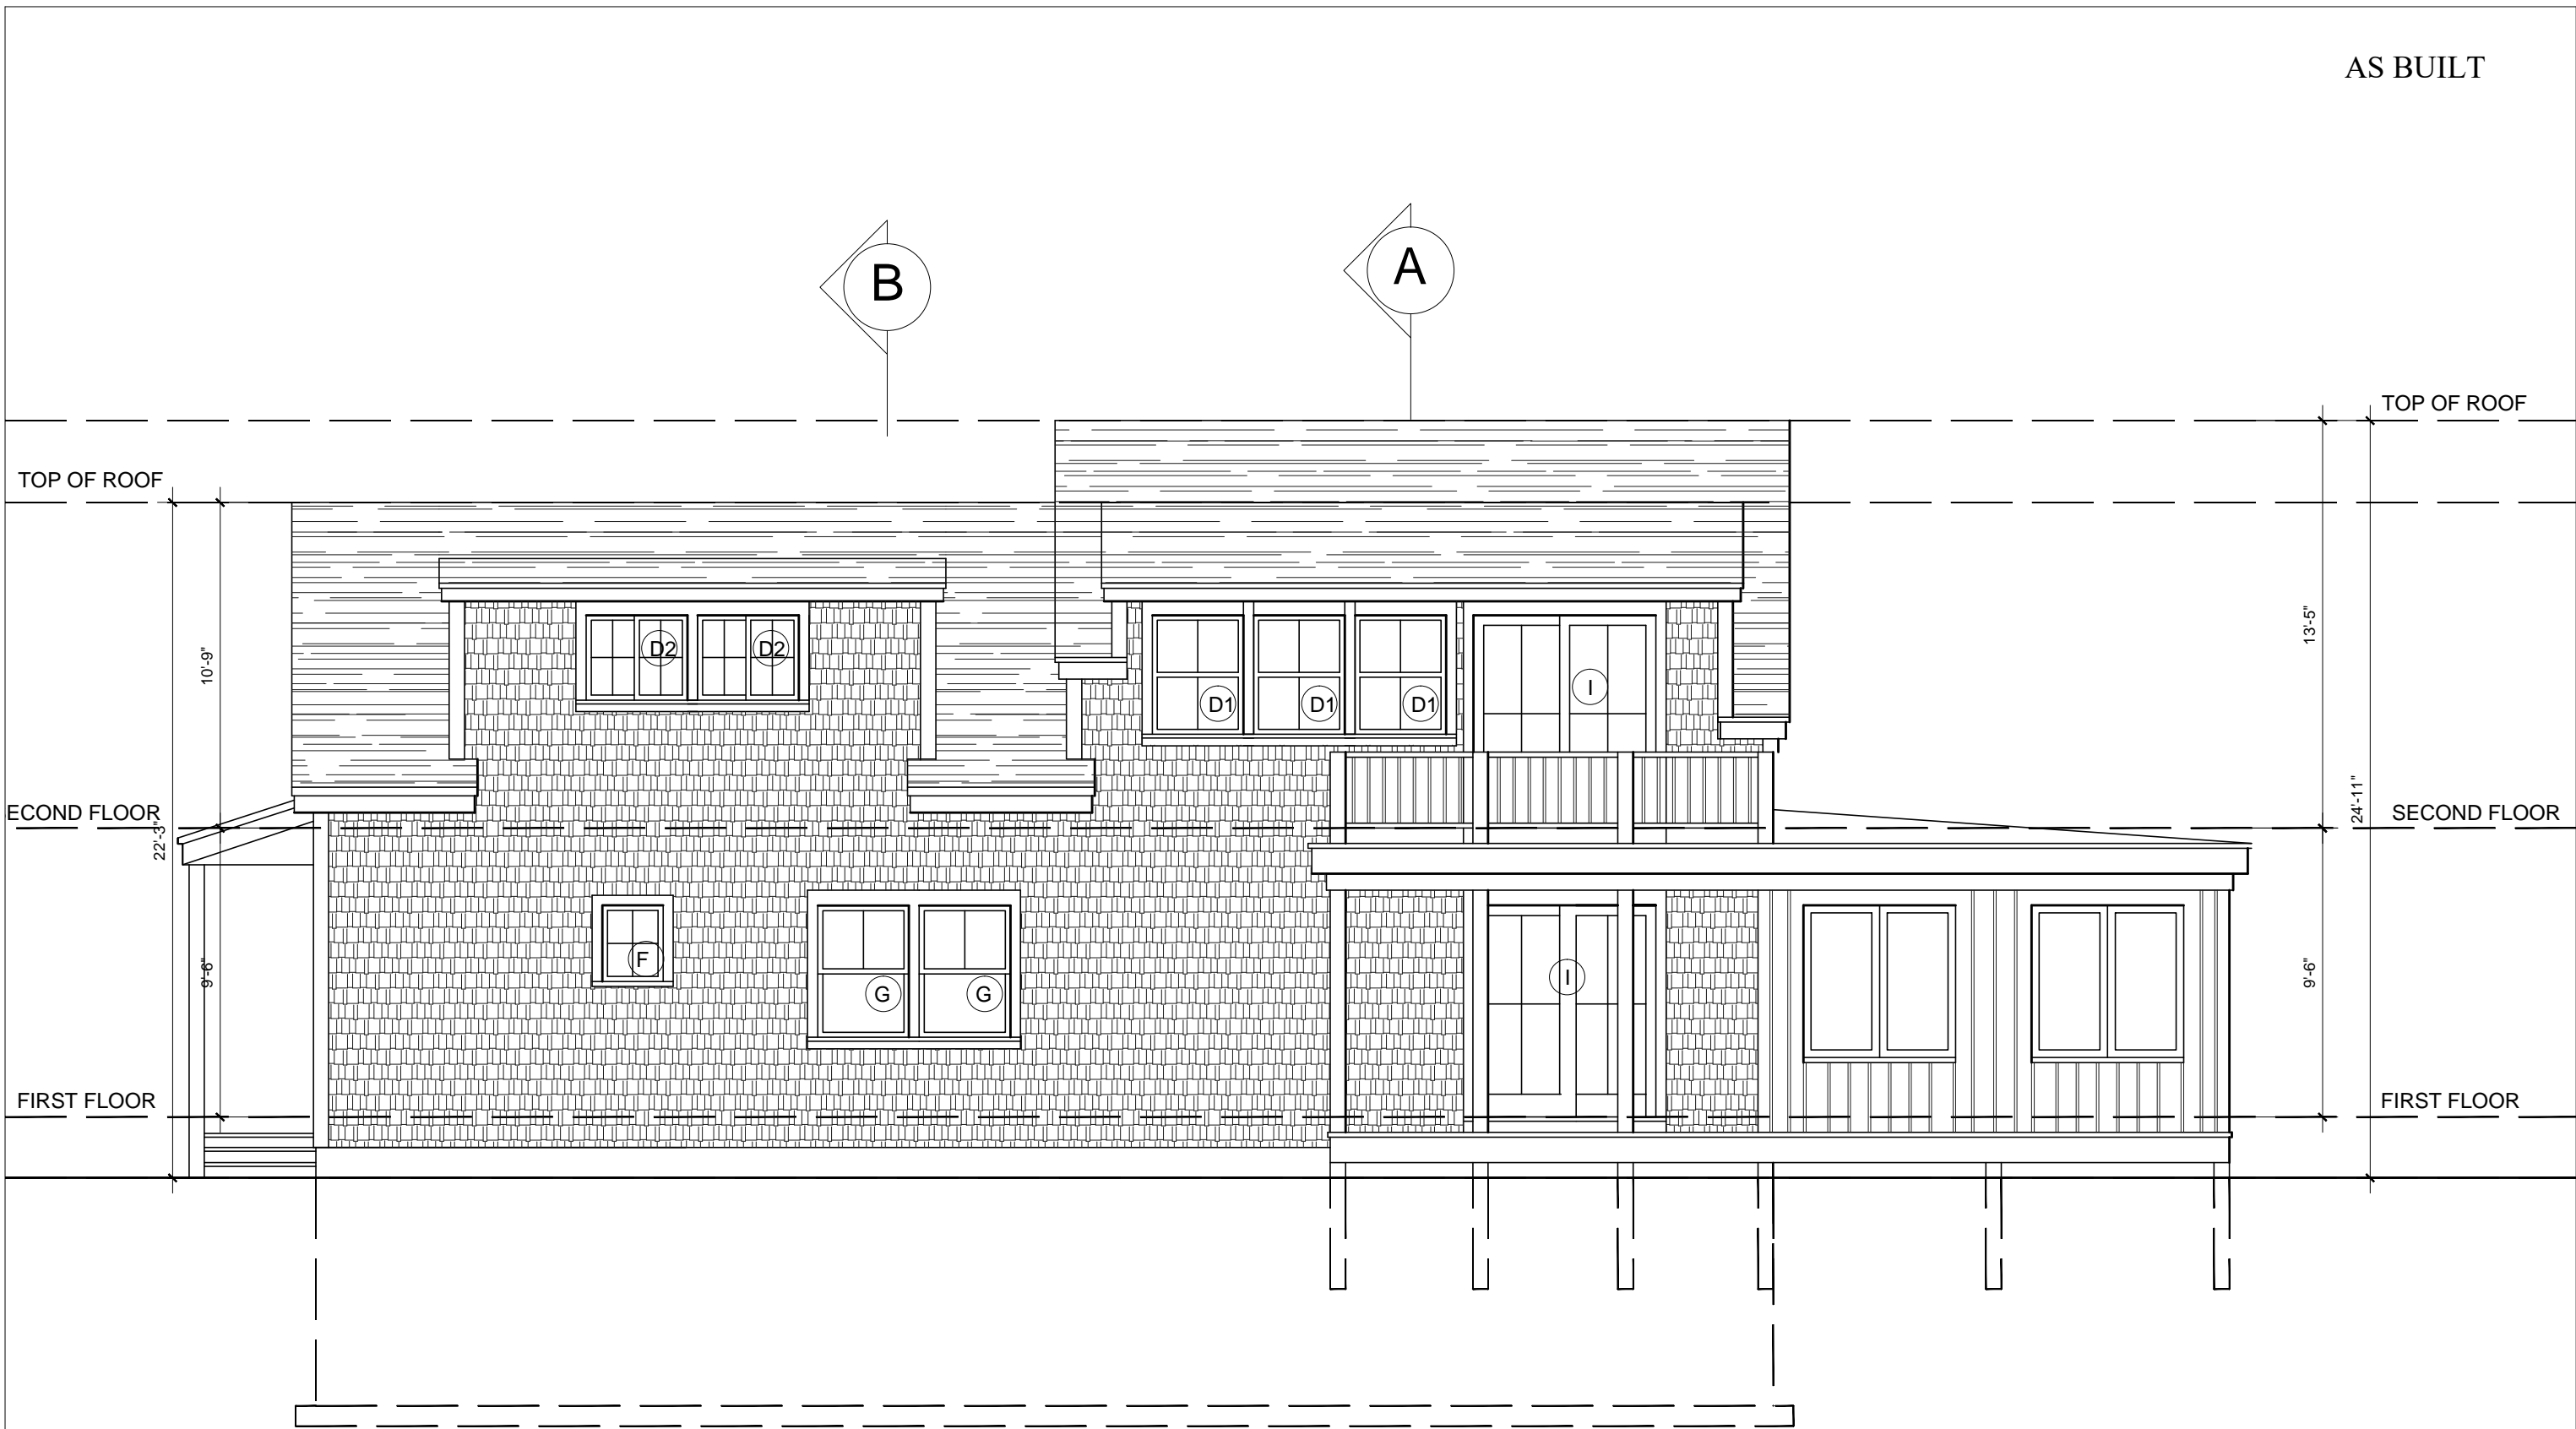 AS BUILT
B
A
TOP OF ROOF
TOP OF ROOF
10'-9"
13'-5"
D2
D2
D1
D1
D1
I
ECOND FLOOR
SECOND FLOOR
22'-3"
24'-11"
9'-6"
9'-6"
F
G
G
I
FIRST FLOOR
FIRST FLOOR